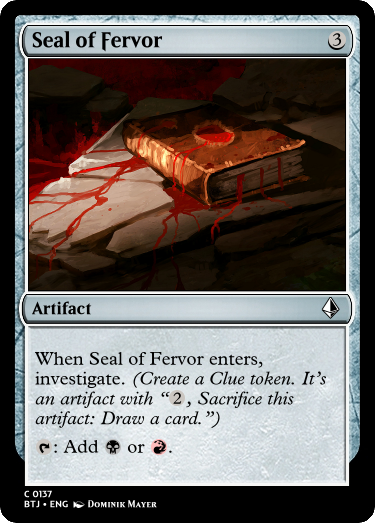 Seal of Fervor 3
Artifact
When Seal of Fervor enters,
investigate. (Create a Clue token. It's
an artifact with “2, Sacrifice this
artifact: Draw a card.”)
: Add or .
C 0137
BTJ • ENG Dominik Mayer